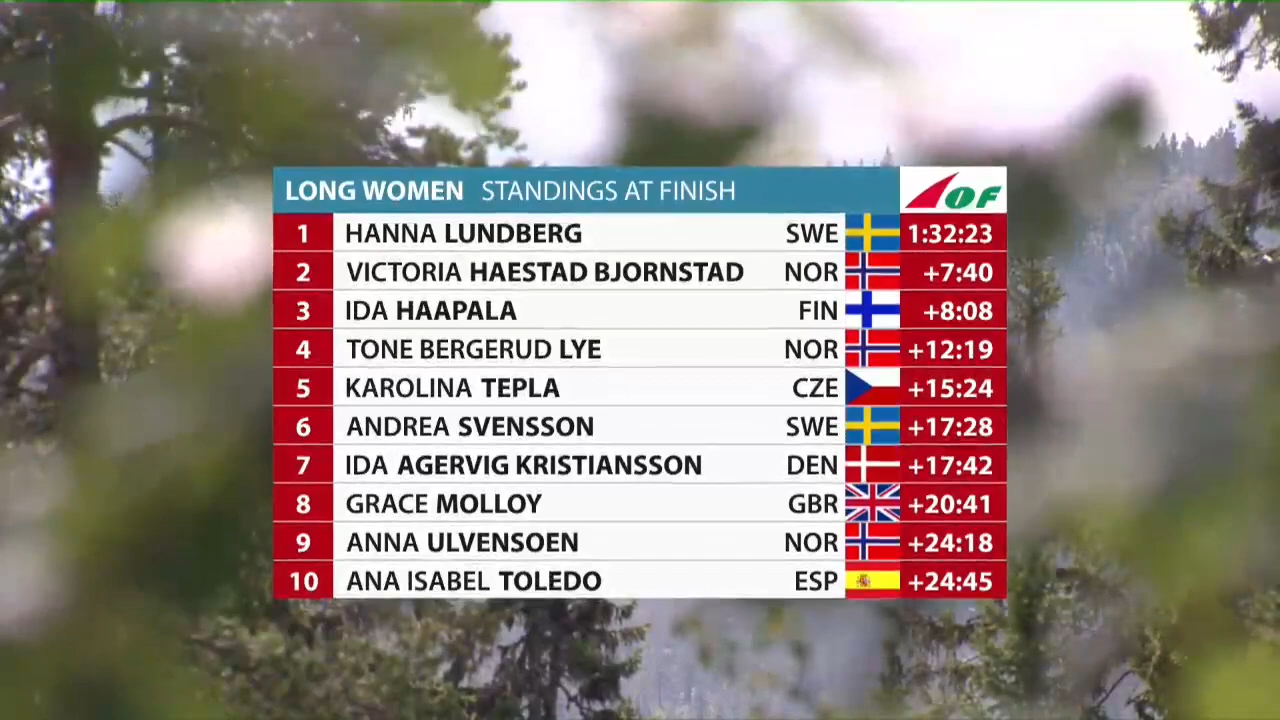 LONG WOMEN STANDINGS AT FINISH IOF
1 HANNA LUNDBERG SWE 1:32:23
2 VICTORIA HAESTAD BJORNSTAD NOR +7:40
3 IDA HAAPALA FIN +8:08
4 TONE BERGERUD LYE NOR +12:19
5 KAROLINA TEPLA CZE +15:24
6 ANDREA SVENSSON SWE +17:28
7 IDA AGERVIG KRISTIANSSON DEN +17:42
8 GRACE MOLLOY GBR +20:41
9 ANNA ULVENSOEN NOR +24:18
10 ANA ISABEL TOLEDO ESP +24:45